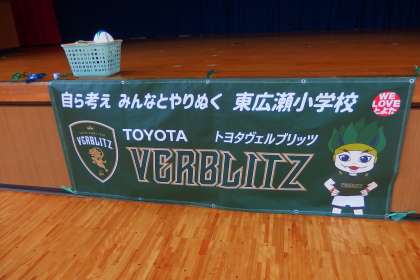 自ら考え みんなとやりぬく 東広瀬小学校
WE LOVE とよた
TOYOTA トヨタヴェルブリッツ
VERBLITZ
VERBLITZ